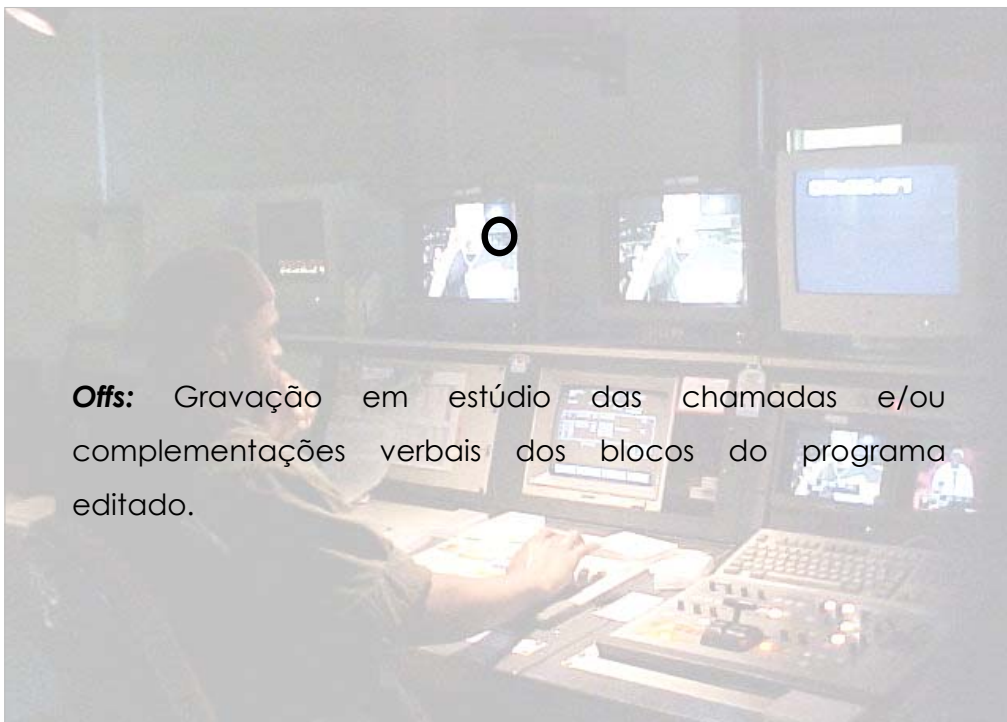 O
Offs: Gravação em estúdio das chamadas e/ou
complementações verbais dos blocos do programa
editado.